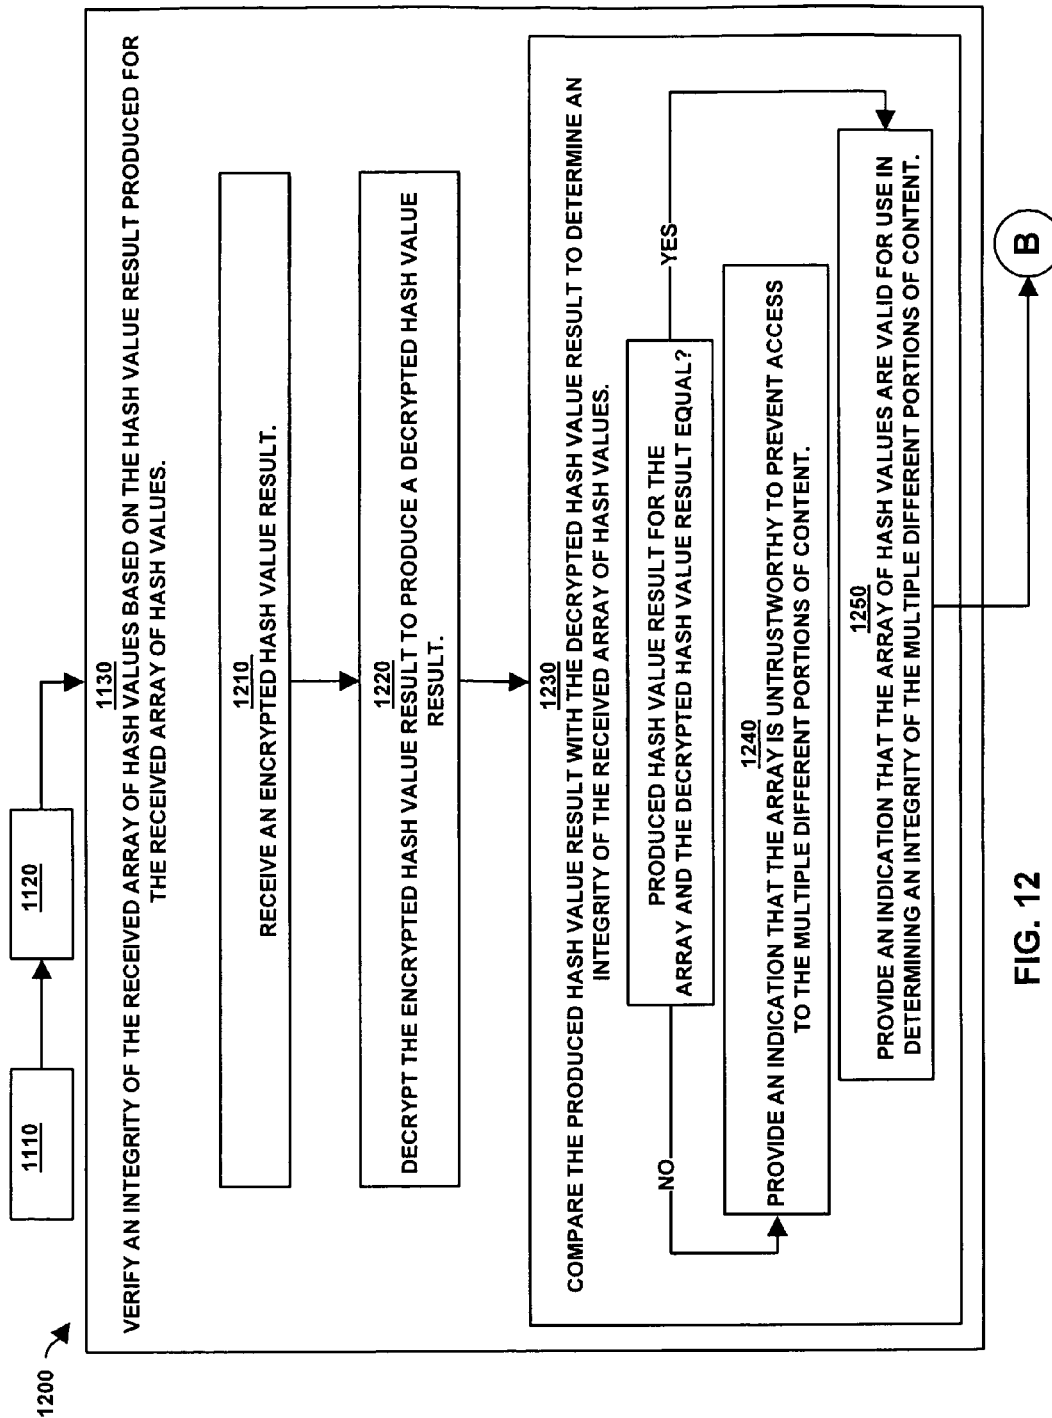 1200
1110
1120
1130
VERIFY AN INTEGRITY OF THE RECEIVED ARRAY OF HASH VALUES BASED ON THE HASH VALUE RESULT PRODUCED FOR
THE RECEIVED ARRAY OF HASH VALUES.
1210
RECEIVE AN ENCRYPTED HASH VALUE RESULT.
1220
DECRYPT THE ENCRYPTED HASH VALUE RESULT TO PRODUCE A DECRYPTED HASH VALUE
RESULT.
1230
COMPARE THE PRODUCED HASH VALUE RESULT WITH THE DECRYPTED HASH VALUE RESULT TO DETERMINE AN
INTEGRITY OF THE RECEIVED ARRAY OF HASH VALUES.
PRODUCED HASH VALUE RESULT FOR THE
ARRAY AND THE DECRYPTED HASH VALUE RESULT EQUAL?
NO
YES
1240
PROVIDE AN INDICATION THAT THE ARRAY IS UNTRUSTWORTHY TO PREVENT ACCESS
TO THE MULTIPLE DIFFERENT PORTIONS OF CONTENT.
1250
PROVIDE AN INDICATION THAT THE ARRAY OF HASH VALUES ARE VALID FOR USE IN
DETERMINING AN INTEGRITY OF THE MULTIPLE DIFFERENT PORTIONS OF CONTENT.
B
FIG. 12